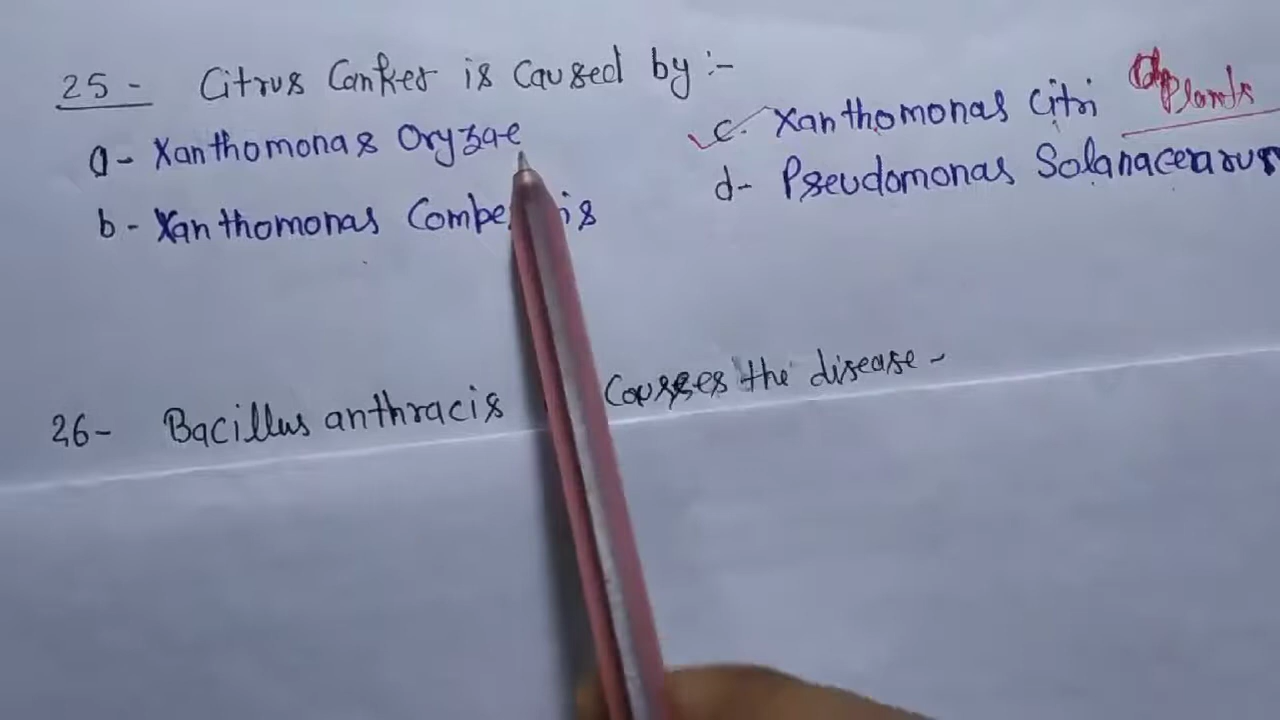 25- Citrus Canker is Caused by :-
a- Xanthomonas Oryzae
b- Xanthomonas
c. Xanthomonas Citri Plants
d- Pseudomonas Solanacearum
26- Bacillus anthracis Causes the disease -